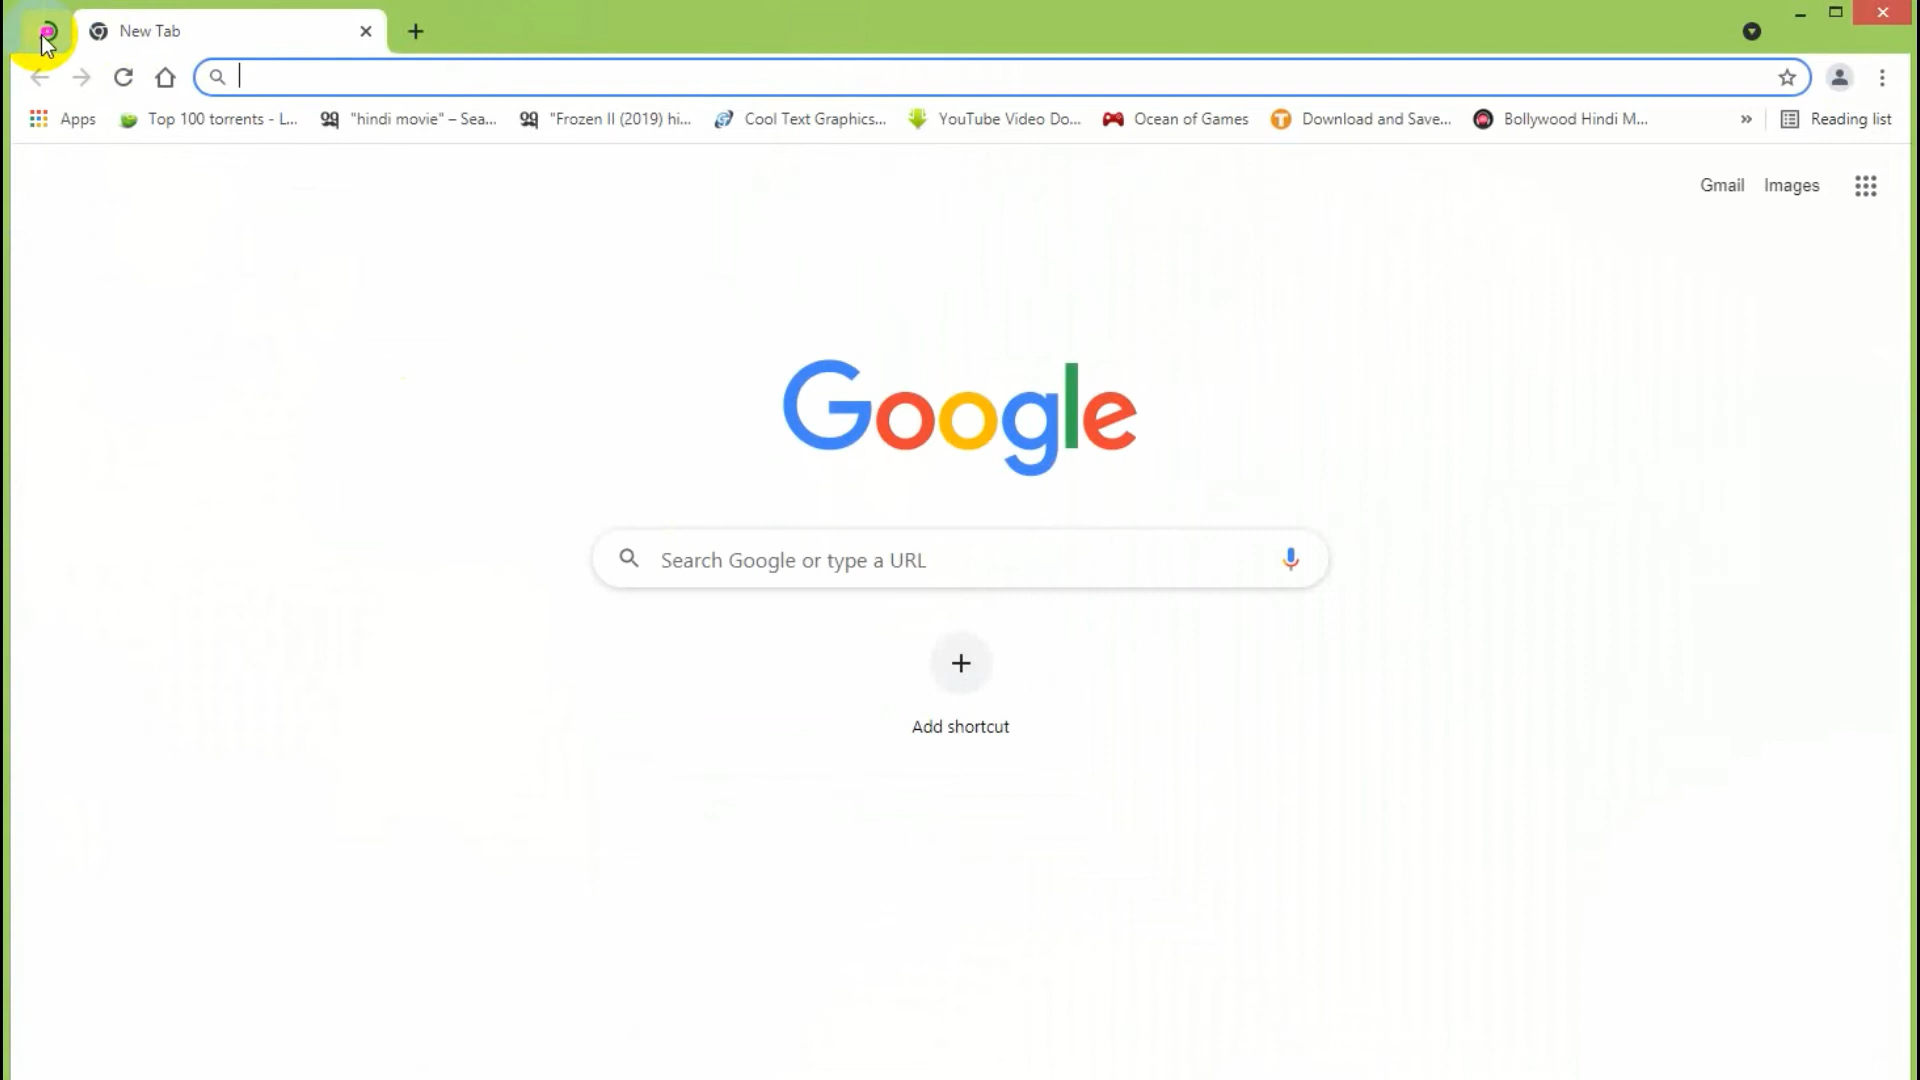 New Tab
Apps Top 100 torrents - L... "hindi movie" – Sea... "Frozen II (2019) hi... Cool Text Graphics... YouTube Video Do... Ocean of Games Download and Save... Bollywood Hindi M... » Reading list
Gmail Images
Google
Search Google or type a URL
Add shortcut